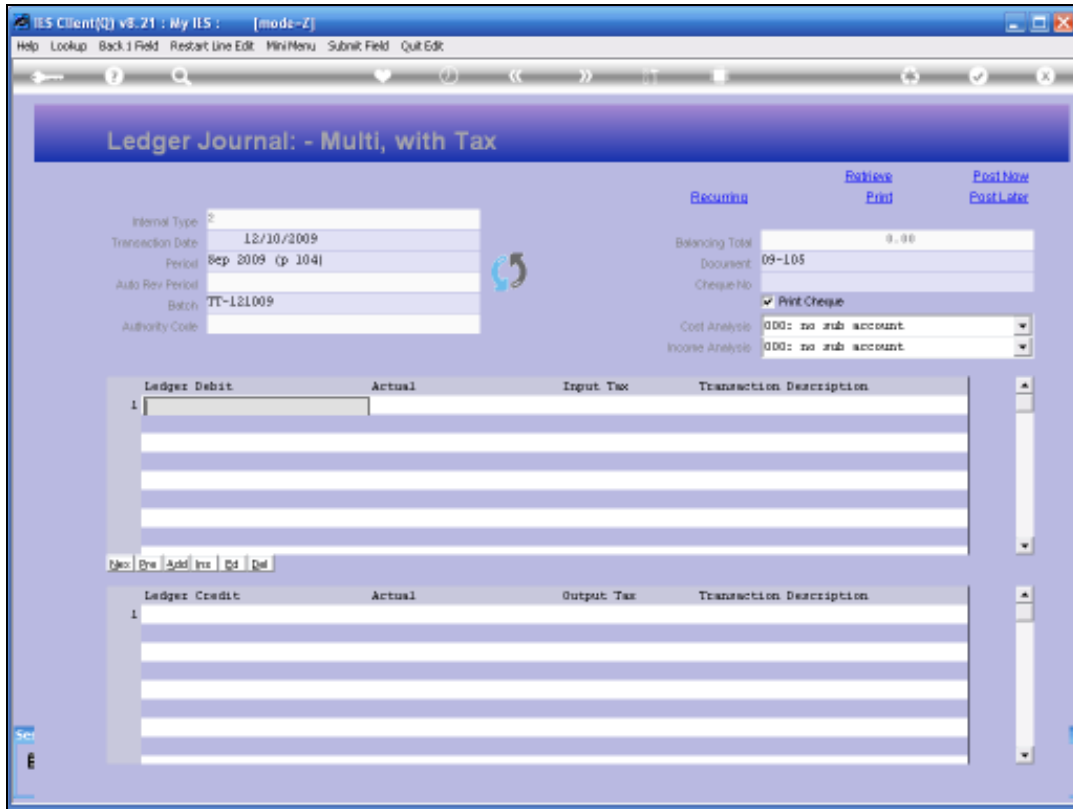 IES Client(Q) v8.21 : My IES : [mode-Z]
Help Lookup Back 1 Field Restart Line Edit MiniMenu Submit Field Quit Edit
Ledger Journal: - Multi, with Tax
Retrieve Post Now
Recurring Print Post Later
Internal Type 2
Transaction Date 12/10/2009
Balancing Total 0.00
Period Sep 2009 (p 104)
Document 09-105
Auto Rev Period
Cheque No
Batch TT-121009
Print Cheque
Authority Code
Cost Analysis 000: no sub account
Income Analysis 000: no sub account
Ledger Debit Actual Input Tax Transaction Description
1
Nex Pre Add Ins Ed Del
Ledger Credit Actual Output Tax Transaction Description
1